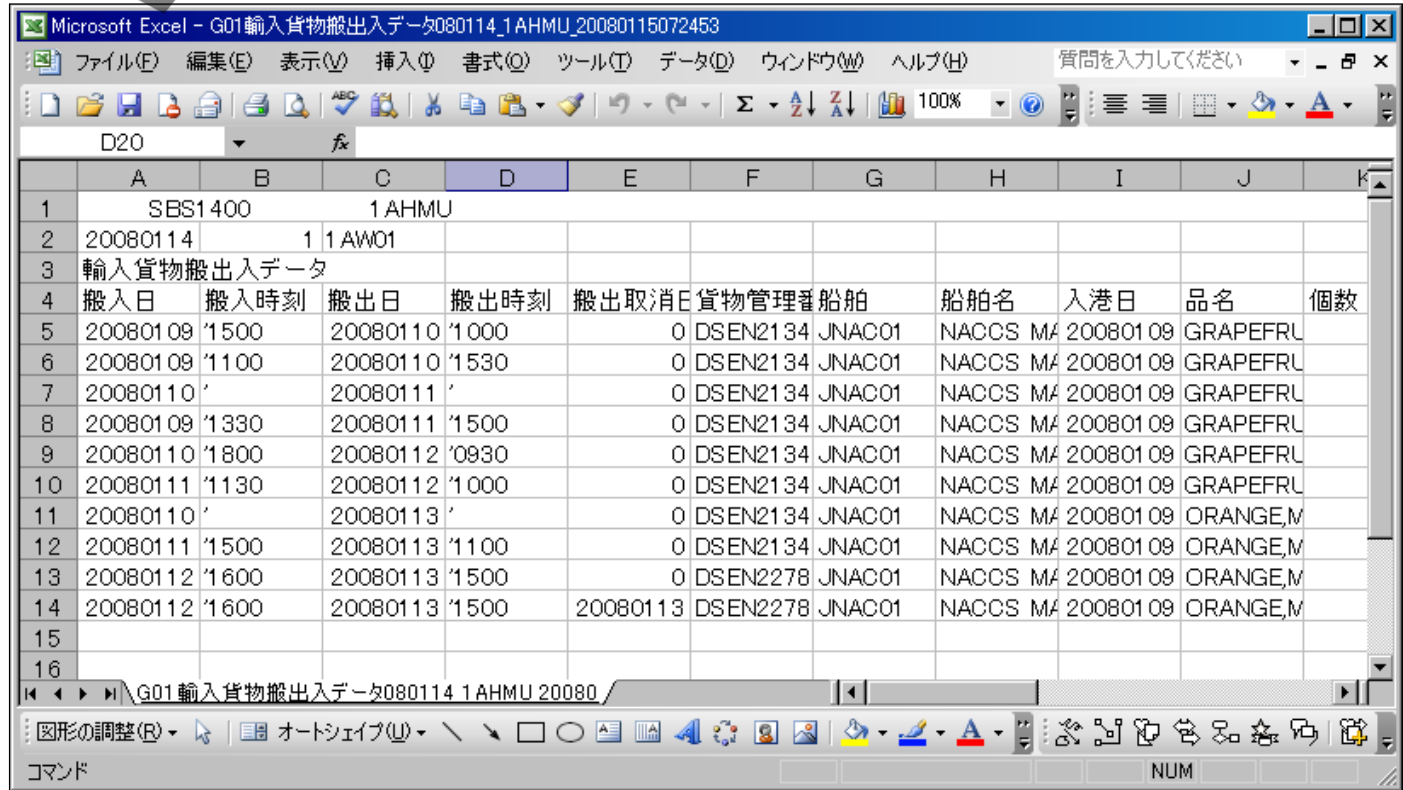 Microsoft Excel - G01輸入貨物搬出入データ080114_1AHMU_20080115072453
ファイル(F) 編集(E) 表示(V) 挿入(I) 書式(O) ツール(T) データ(D) ウィンドウ(W) ヘルプ(H) 質問を入力してください
100%
D20 fx
A B C D E F G H I J K
1 SBS1400 1AHMU
2 20080114 1 1AW01
3 輸入貨物搬出入データ
4 搬入日 搬入時刻 搬出日 搬出時刻 搬出取消日 貨物管理番 船舶 船舶名 入港日 品名 個数
5 20080109 '1500 20080110 '1000 0 DSEN2134 JNAC01 NACCS MA 20080109 GRAPEFRU
6 20080109 '1100 20080110 '1530 0 DSEN2134 JNAC01 NACCS MA 20080109 GRAPEFRU
7 20080110 ' 20080111 ' 0 DSEN2134 JNAC01 NACCS MA 20080109 GRAPEFRU
8 20080109 '1330 20080111 '1500 0 DSEN2134 JNAC01 NACCS MA 20080109 GRAPEFRU
9 20080110 '1800 20080112 '0930 0 DSEN2134 JNAC01 NACCS MA 20080109 GRAPEFRU
10 20080111 '1130 20080112 '1000 0 DSEN2134 JNAC01 NACCS MA 20080109 GRAPEFRU
11 20080110 ' 20080113 ' 0 DSEN2134 JNAC01 NACCS MA 20080109 ORANGE,M
12 20080111 '1500 20080113 '1100 0 DSEN2134 JNAC01 NACCS MA 20080109 ORANGE,M
13 20080112 '1600 20080113 '1500 0 DSEN2278 JNAC01 NACCS MA 20080109 ORANGE,M
14 20080112 '1600 20080113 '1500 20080113 DSEN2278 JNAC01 NACCS MA 20080109 ORANGE,M
15
16
G01輸入貨物搬出入データ080114_1AHMU_20080
図形の調整(R) オートシェイプ(U)
コマンド NUM